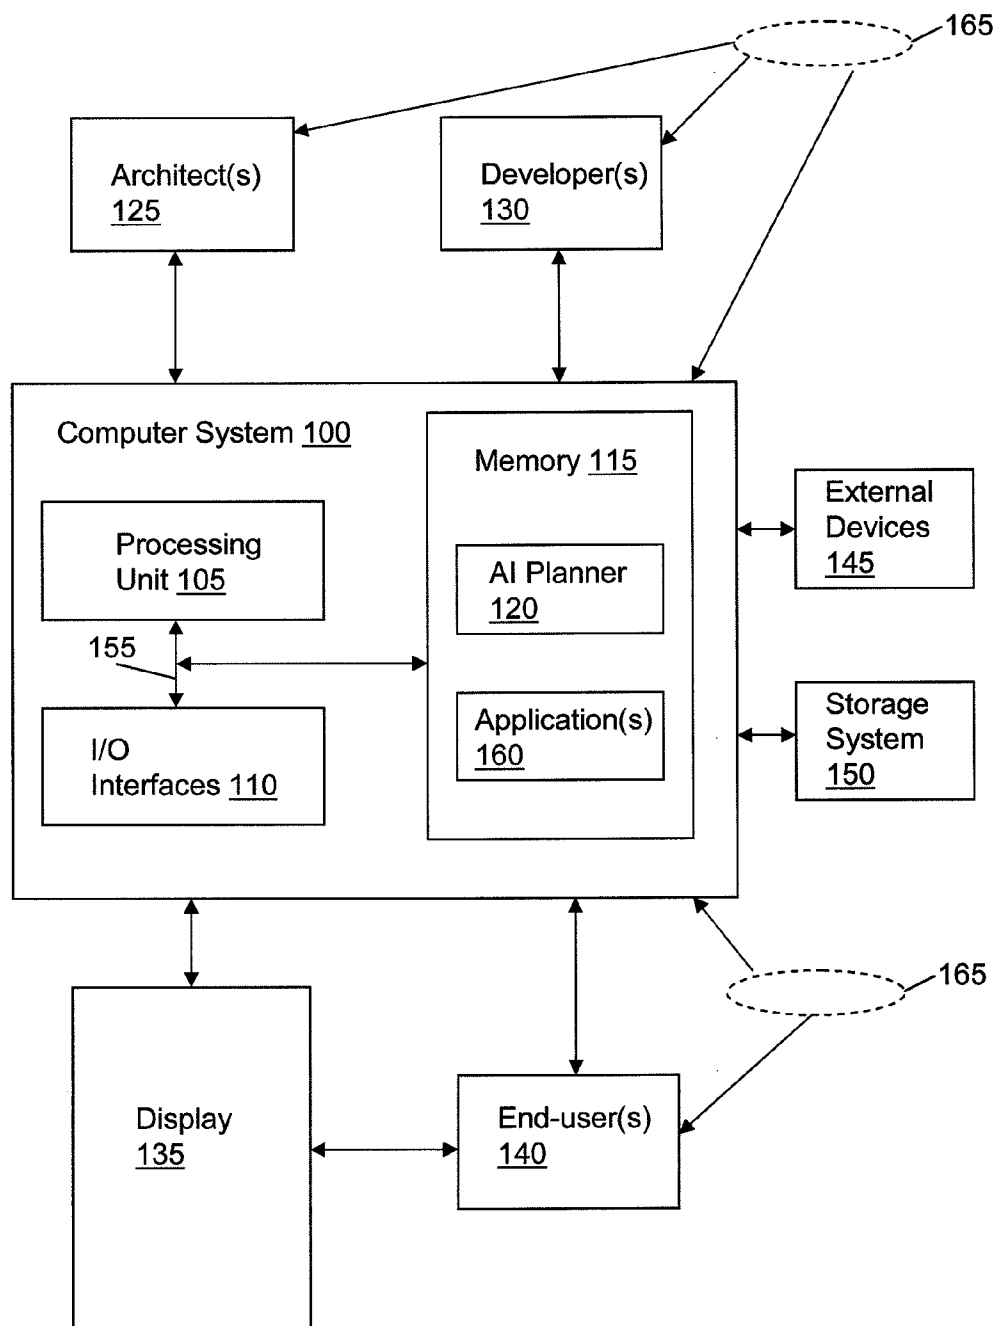 165
Architect(s)
125
Developer(s)
130
Computer System 100
Memory 115
Processing
Unit 105
AI Planner
120
External
Devices
145
155
I/O
Interfaces 110
Application(s)
160
Storage
System
150
165
Display
135
End-user(s)
140